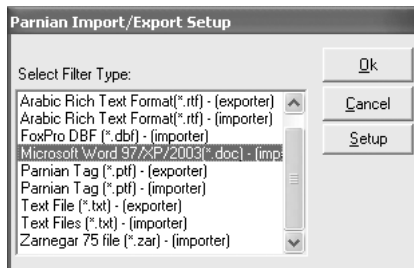 Parnian Import/Export Setup
Select Filter Type:
Ok
Cancel
Setup
Arabic Rich Text Format(*.rtf) - (exporter)
Arabic Rich Text Format(*.rtf) - (importer)
FoxPro DBF (*.dbf) - (importer)
Microsoft Word 97/XP/2003(*.doc) - (imp
Parnian Tag (*.ptf) - (exporter)
Parnian Tag (*.ptf) - (importer)
Text File (*.txt) - (exporter)
Text Files (*.txt) - (importer)
Zarnegar 75 file (*.zar) - (importer)